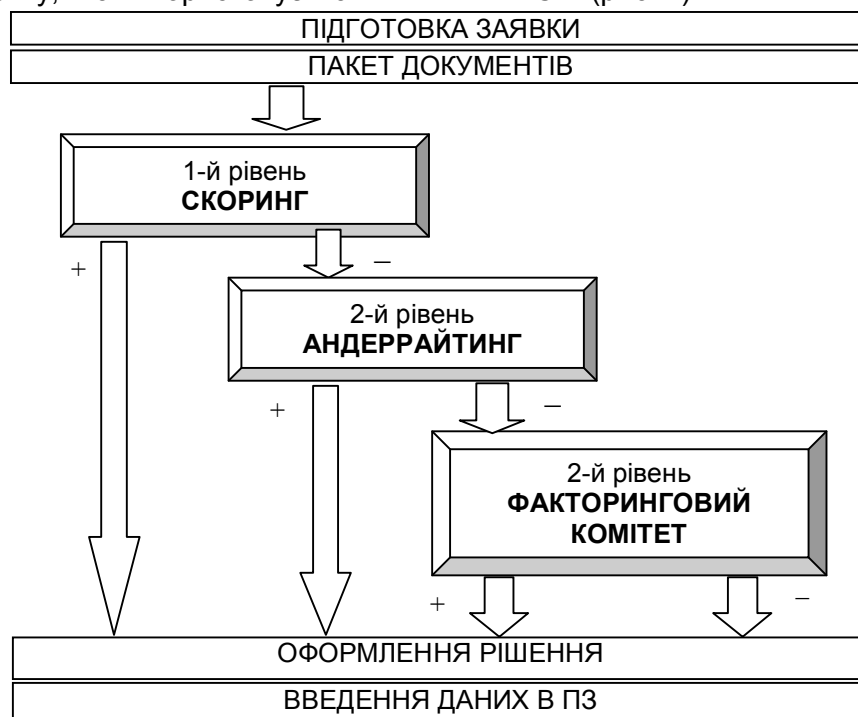 ПІДГОТОВКА ЗАЯВКИ
ПАКЕТ ДОКУМЕНТІВ
1-й рівень
СКОРИНГ
+
–
2-й рівень
АНДЕРРАЙТИНГ
+
–
2-й рівень
ФАКТОРИНГОВИЙ
КОМІТЕТ
+
–
ОФОРМЛЕННЯ РІШЕННЯ
ВВЕДЕННЯ ДАНИХ В ПЗ